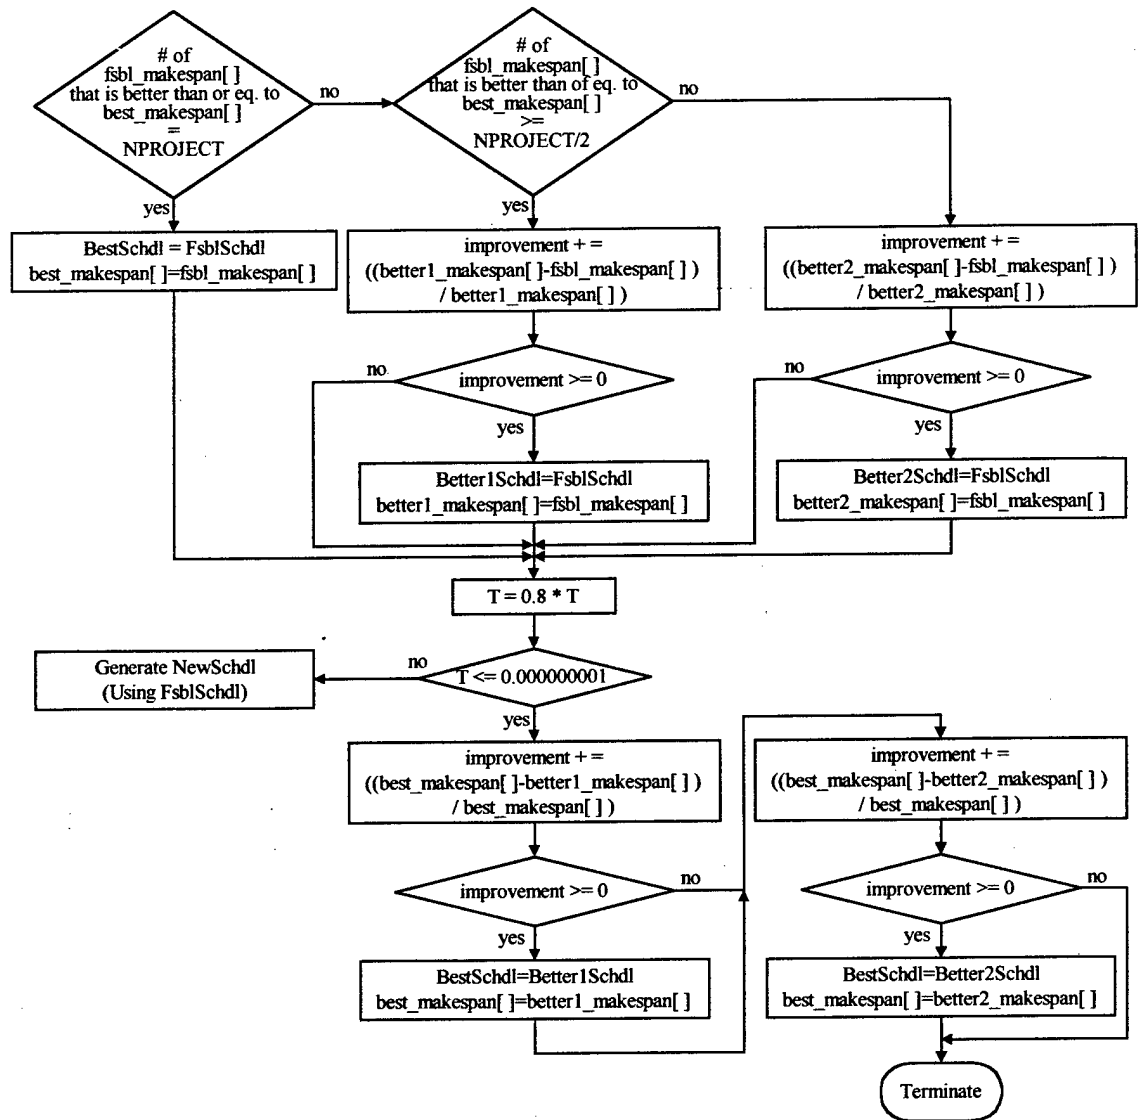 # of
fsbl_makespan[ ]
that is better than or eq. to
best_makespan[ ]
=
NPROJECT
no
# of
fsbl_makespan[ ]
that is better than of eq. to
best_makespan[ ]
>=
NPROJECT/2
no
yes
yes
BestSchdl = FsblSchdl
best_makespan[ ]=fsbl_makespan[ ]
improvement + =
((better1_makespan[ ]-fsbl_makespan[ ] )
/ better1_makespan[ ] )
improvement + =
((better2_makespan[ ]-fsbl_makespan[ ] )
/ better2_makespan[ ] )
no
improvement >= 0
no
improvement >= 0
yes
yes
Better1Schdl=FsblSchdl
better1_makespan[ ]=fsbl_makespan[ ]
Better2Schdl=FsblSchdl
better2_makespan[ ]=fsbl_makespan[ ]
T = 0.8 * T
Generate NewSchdl
(Using FsblSchdl)
no
T <= 0.000000001
yes
improvement + =
((best_makespan[ ]-better1_makespan[ ] )
/ best_makespan[ ] )
improvement + =
((best_makespan[ ]-better2_makespan[ ] )
/ best_makespan[ ] )
improvement >= 0
no
improvement >= 0
no
yes
yes
BestSchdl=Better1Schdl
best_makespan[ ]=better1_makespan[ ]
BestSchdl=Better2Schdl
best_makespan[ ]=better2_makespan[ ]
Terminate